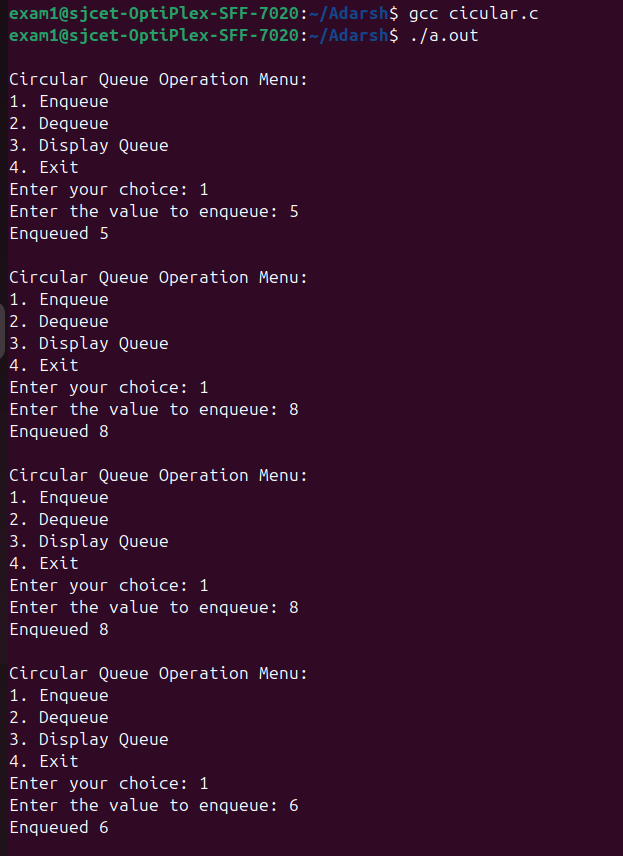 exam1@sjcet-OptiPlex-SFF-7020:~/Adarsh$ gcc cicular.c
exam1@sjcet-OptiPlex-SFF-7020:~/Adarsh$ ./a.out

Circular Queue Operation Menu:
1. Enqueue
2. Dequeue
3. Display Queue
4. Exit
Enter your choice: 1
Enter the value to enqueue: 5
Enqueued 5

Circular Queue Operation Menu:
1. Enqueue
2. Dequeue
3. Display Queue
4. Exit
Enter your choice: 1
Enter the value to enqueue: 8
Enqueued 8

Circular Queue Operation Menu:
1. Enqueue
2. Dequeue
3. Display Queue
4. Exit
Enter your choice: 1
Enter the value to enqueue: 8
Enqueued 8

Circular Queue Operation Menu:
1. Enqueue
2. Dequeue
3. Display Queue
4. Exit
Enter your choice: 1
Enter the value to enqueue: 6
Enqueued 6